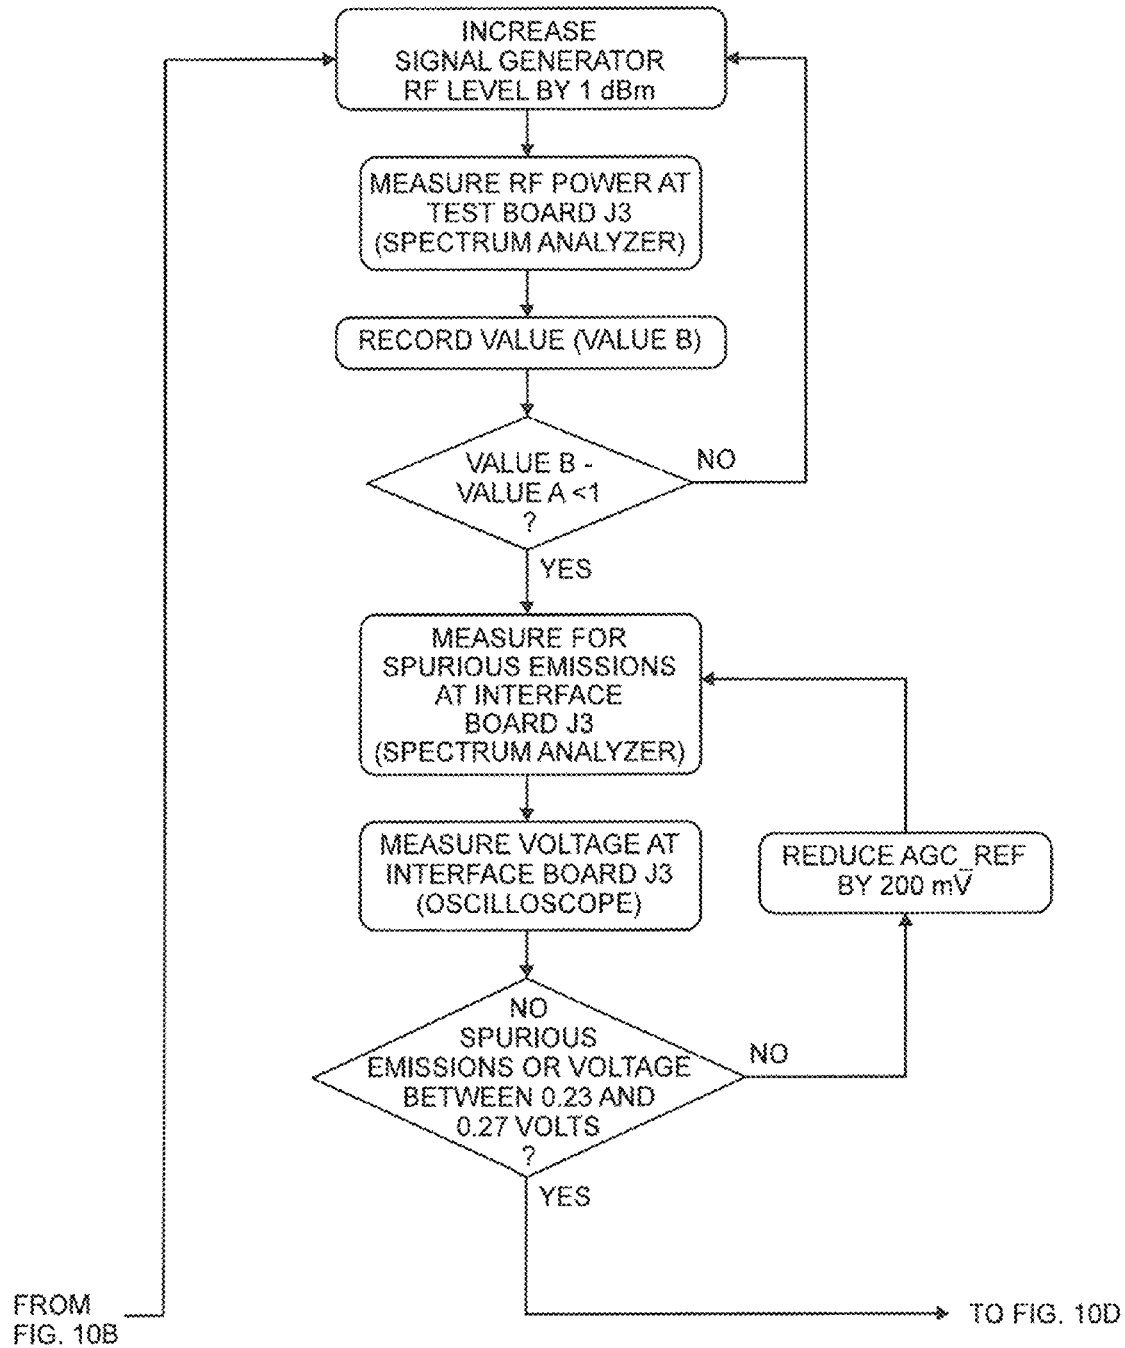 INCREASE
SIGNAL GENERATOR
RF LEVEL BY 1 dBm
MEASURE RF POWER AT
TEST BOARD J3
(SPECTRUM ANALYZER)
RECORD VALUE (VALUE B)
VALUE B -
VALUE A <1
?
NO
YES
MEASURE FOR
SPURIOUS EMISSIONS
AT INTERFACE
BOARD J3
(SPECTRUM ANALYZER)
MEASURE VOLTAGE AT
INTERFACE BOARD J3
(OSCILLOSCOPE)
REDUCE AGC_REF
BY 200 mV
NO
SPURIOUS
EMISSIONS OR VOLTAGE
BETWEEN 0.23 AND
0.27 VOLTS
?
NO
YES
FROM
FIG. 10B
TO FIG. 10D